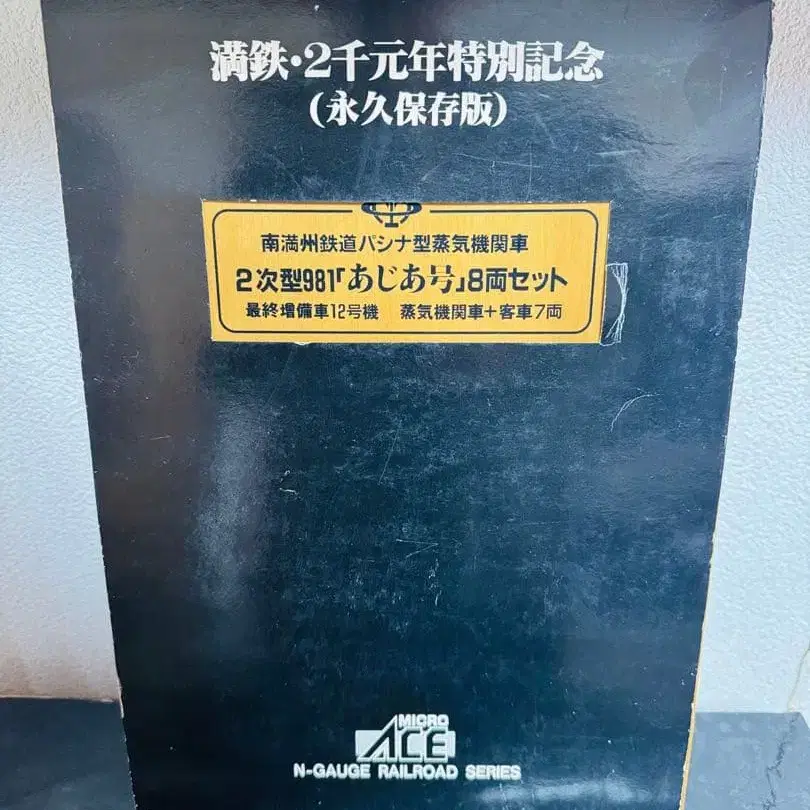 満鉄・2千元年特別記念
(永久保存版)
南満州鉄道パシナ型蒸気機関車
2次型981「あじあ号」8両セット
最終増備車12号機 蒸気機関車+客車7両
MICRO
ACE
N-GAUGE RAILROAD SERIES